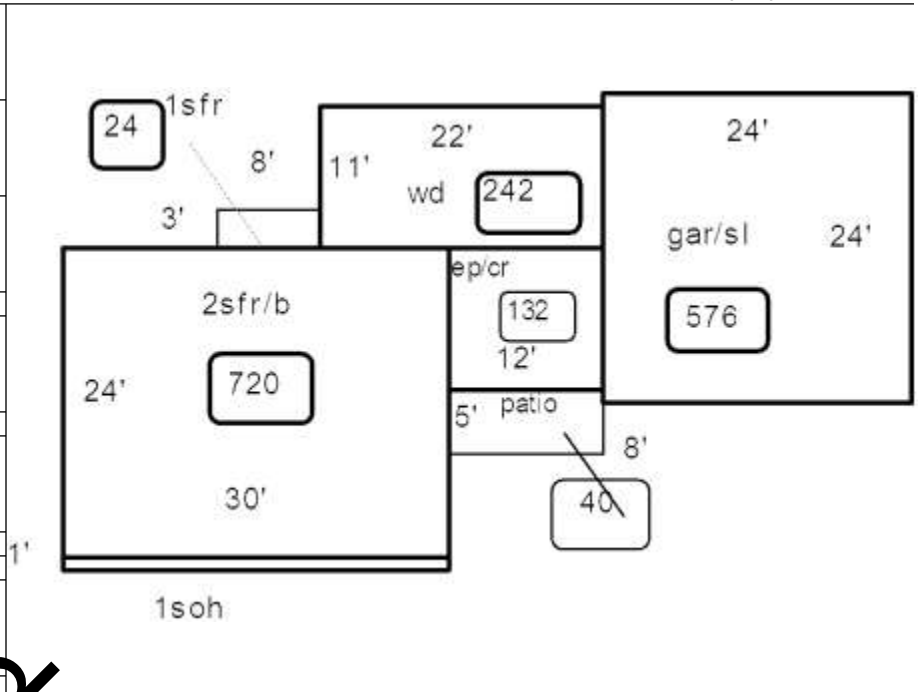 24
1sfr
8'
3'
22'
11'
wd
242
24'
gar/sl
24'
576
2sfr/b
720
24'
30'
ep/cr
132
12'
5'
patio
8'
40
1'
1soh